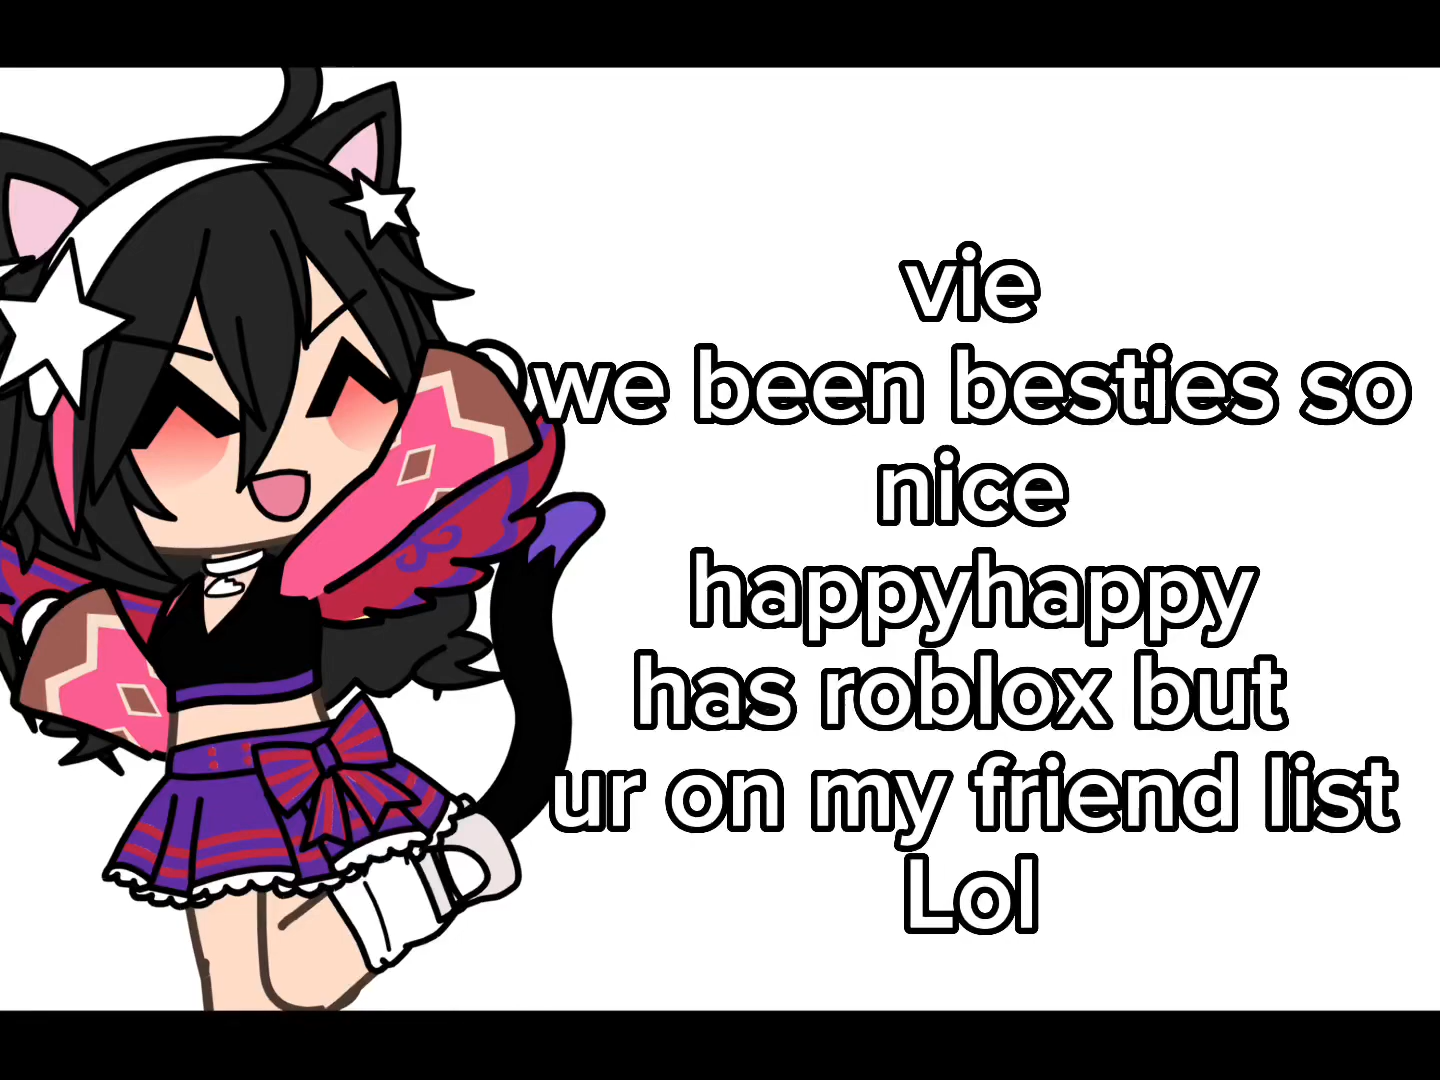 vie
we been besties so
nice
happyhappy
has roblox but
ur on my friend list
Lol